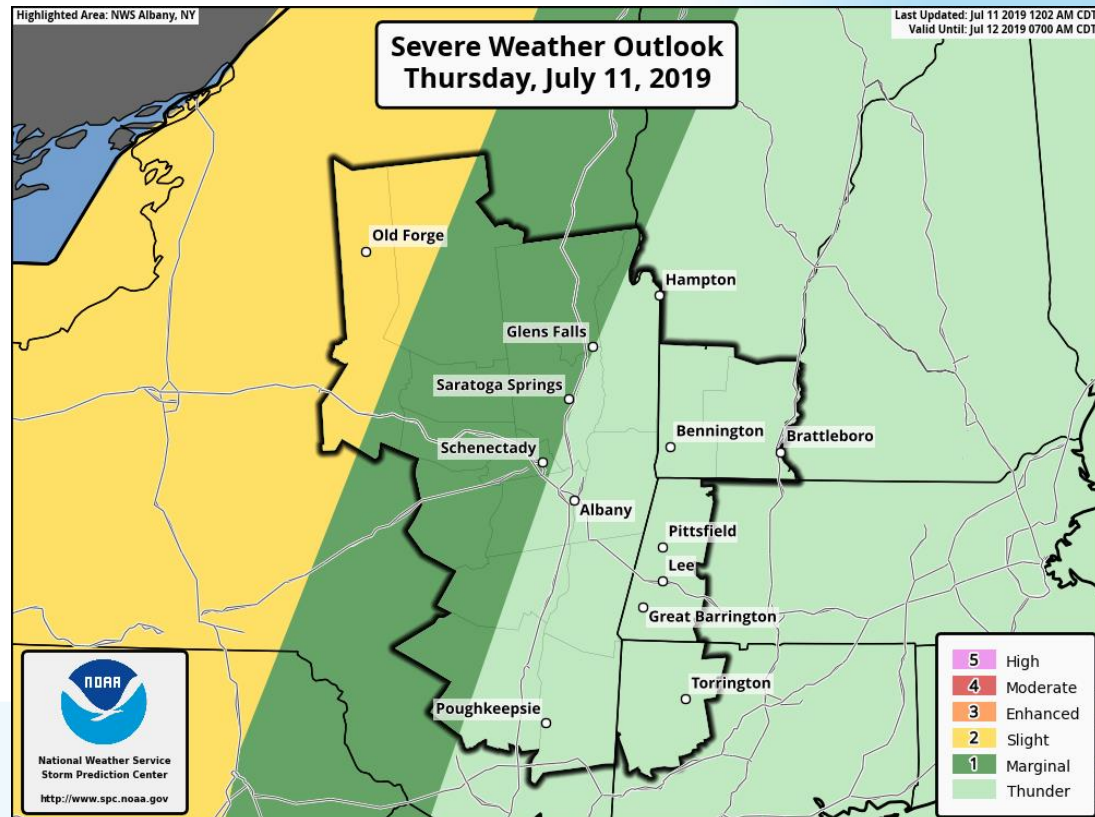 Highlighted Area: NWS Albany, NY
Last Updated: Jul 11 2019 1202 AM CDT
Valid Until: Jul 12 2019 0700 AM CDT
Severe Weather Outlook
Thursday, July 11, 2019
Old Forge
Hampton
Glens Falls
Saratoga Springs
Bennington
Brattleboro
Schenectady
Albany
Pittsfield
Lee
Great Barrington
Torrington
Poughkeepsie
NOAA
National Weather Service
Storm Prediction Center
http://www.spc.noaa.gov
5 High
4 Moderate
3 Enhanced
2 Slight
1 Marginal
Thunder